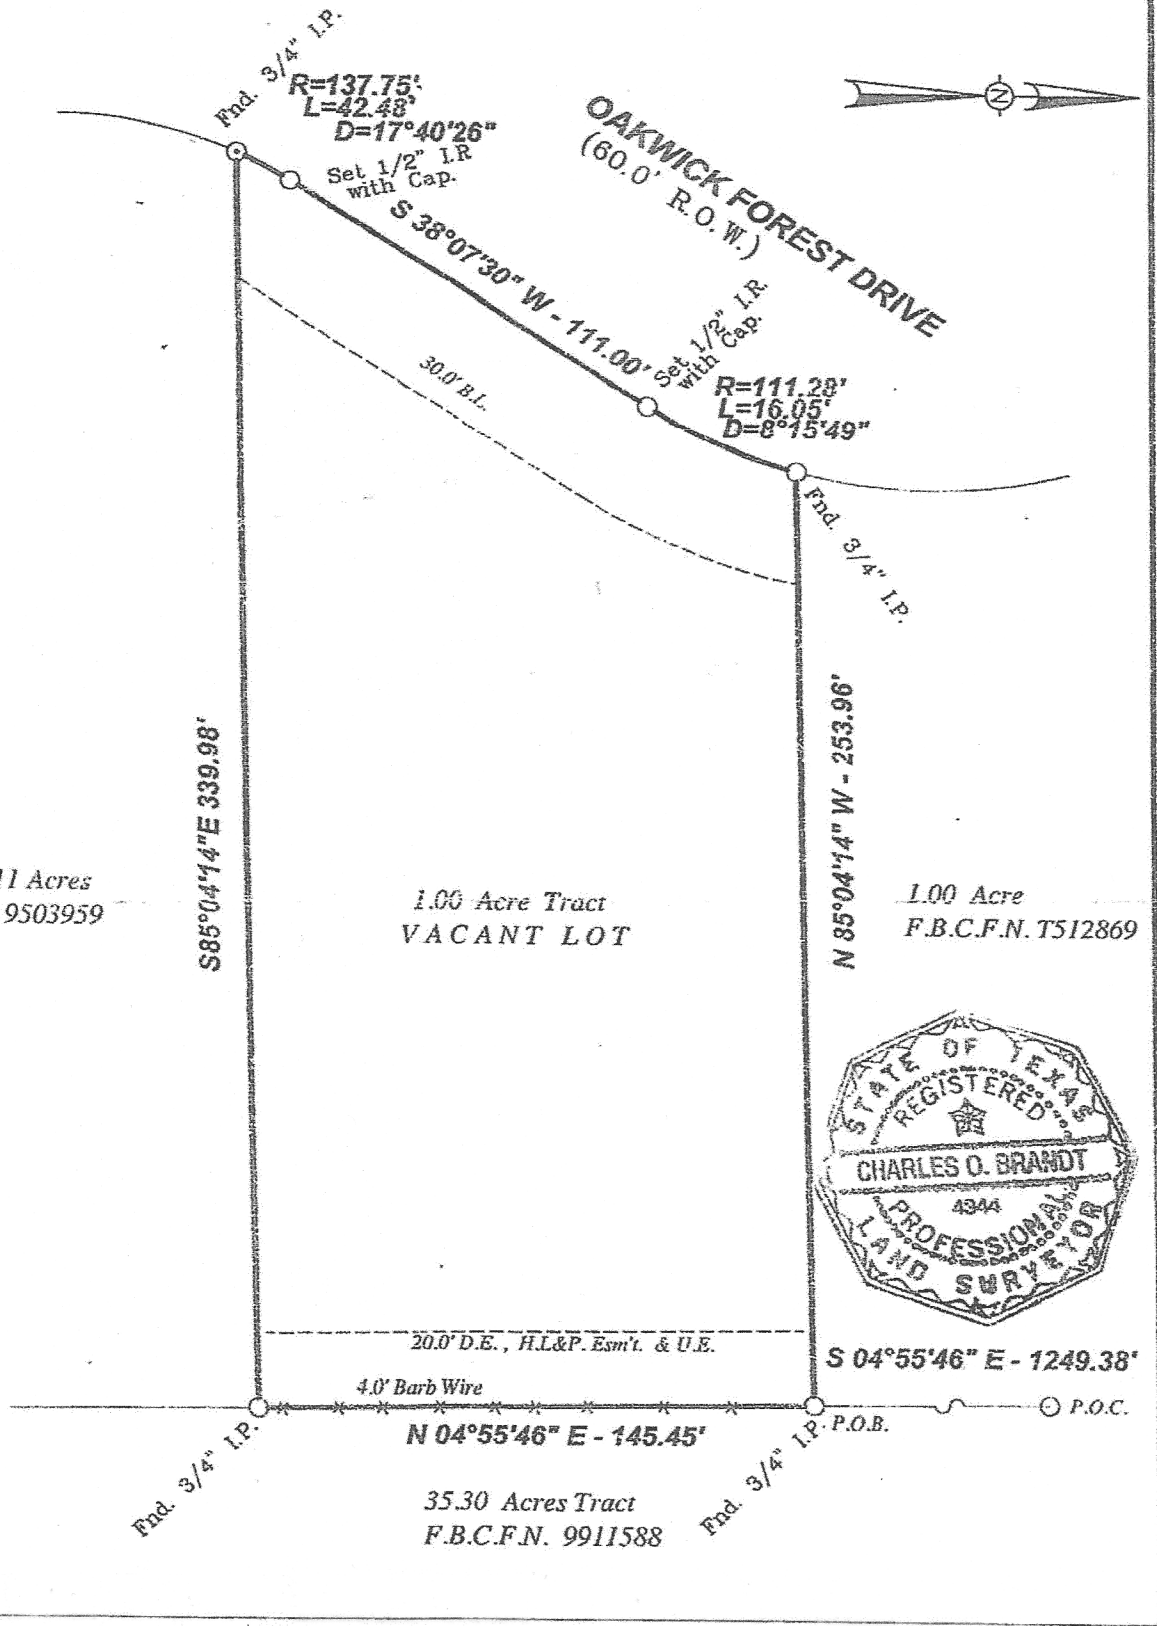 Fnd. 3/4" I.P.
R=137.75'
L=42.48'
D=17°40'26"
Set 1/2" I.R
with Cap.
OAKWICK FOREST DRIVE
(60.0' R.O.W.)
N
S 38°07'30" W - 111.00'
Set 1/2" I.R.
with Cap.
30.0' B.L.
R=111.28'
L=16.05'
D=8°15'49"
Fnd. 3/4" I.P.
S85°04'14"E 339.98'
N 85°04'14" W - 253.96'
11 Acres
9503959
1.00 Acre Tract
VACANT LOT
1.00 Acre
F.B.C.F.N. T512869
STATE OF TEXAS
REGISTERED
CHARLES O. BRANDT
4344
PROFESSIONAL
LAND SURVEYOR
20.0' D.E., H.L&P. Esm't. & U.E.
S 04°55'46" E - 1249.38'
4.0' Barb Wire
P.O.B.
P.O.C.
N 04°55'46" E - 145.45'
Fnd. 3/4" I.P.
Fnd. 3/4" I.P.
35.30 Acres Tract
F.B.C.F.N. 9911588